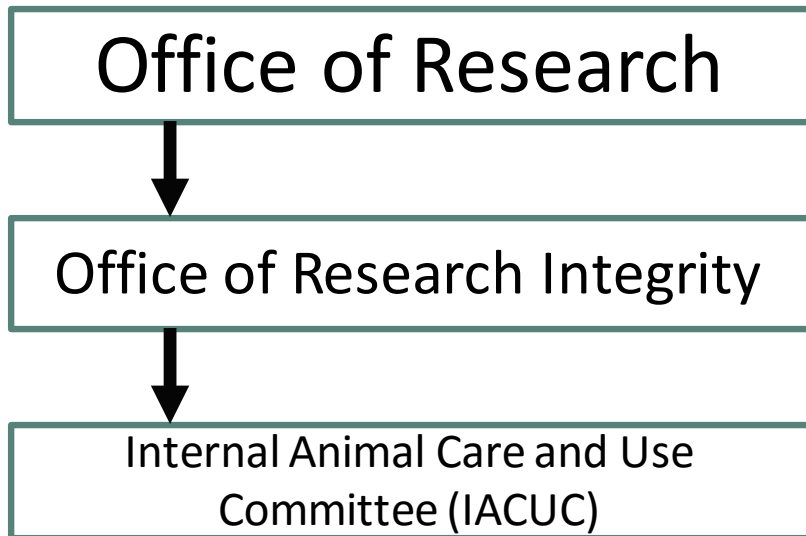 Office of Research
Office of Research Integrity
Internal Animal Care and Use
Committee (IACUC)